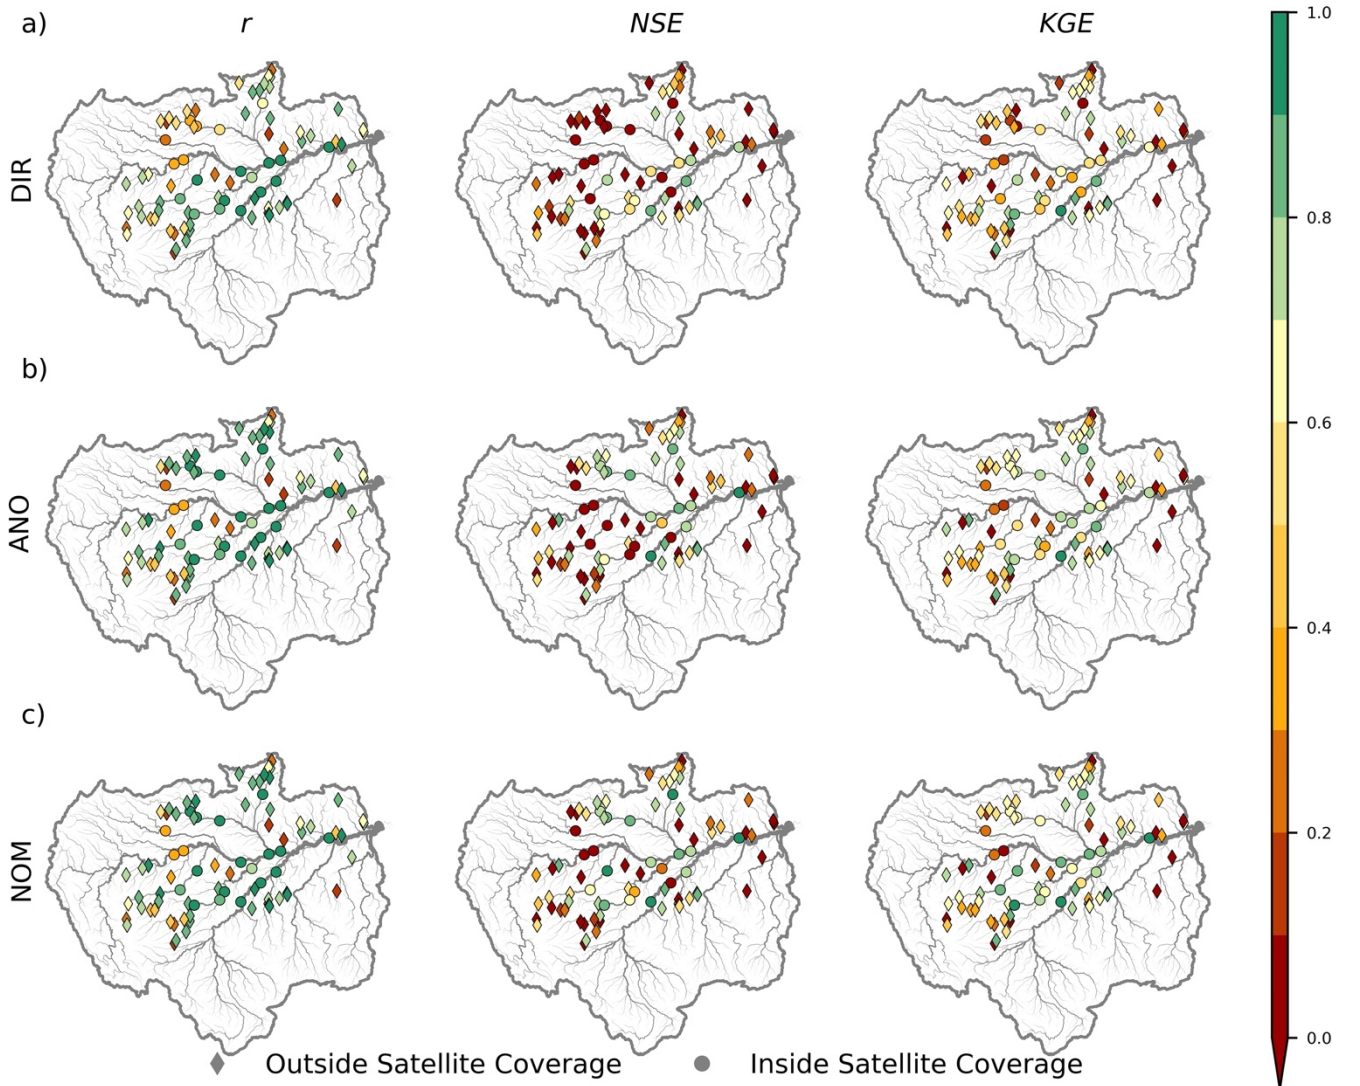 a)
r
NSE
KGE
DIR
b)
ANO
c)
NOM
1.0
0.8
0.6
0.4
0.2
0.0
Outside Satellite Coverage
Inside Satellite Coverage